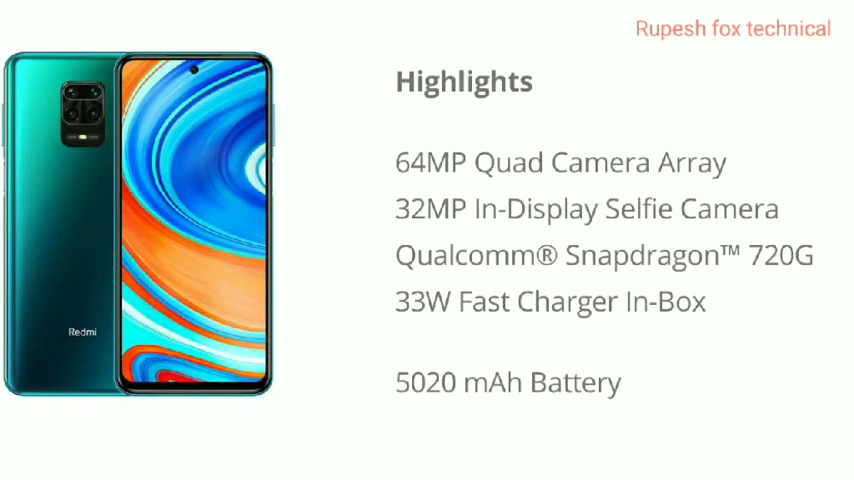 Rupesh fox technical
Highlights
64MP Quad Camera Array
32MP In-Display Selfie Camera
Qualcomm® Snapdragon™ 720G
33W Fast Charger In-Box
5020 mAh Battery
Redmi